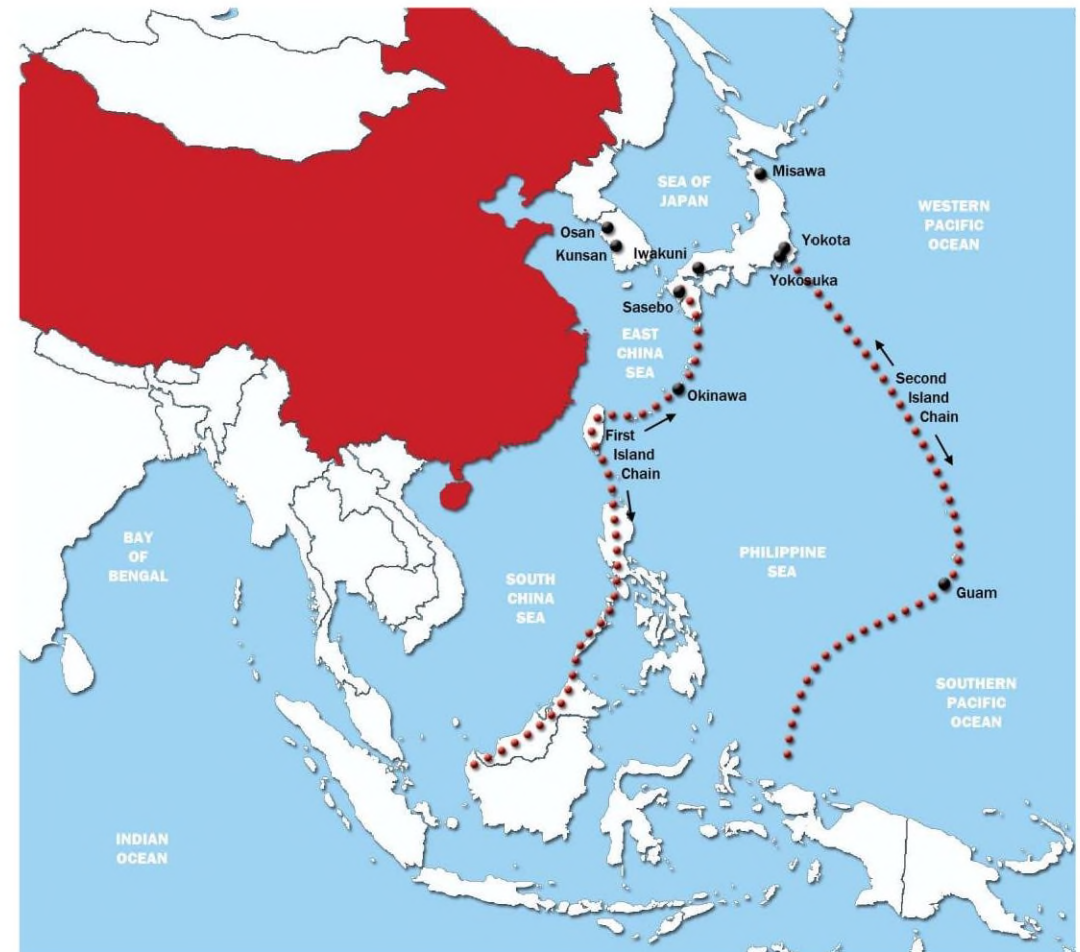 Misawa
SEA OF
JAPAN
WESTERN
PACIFIC
OCEAN
Osan
Yokota
Kunsan
Iwakuni
Yokosuka
Sasebo
EAST
CHINA
SEA
Second
Island
Chain
Okinawa
First
Island
Chain
BAY
OF
BENGAL
PHILIPPINE
SEA
SOUTH
CHINA
SEA
Guam
SOUTHERN
PACIFIC
OCEAN
INDIAN
OCEAN